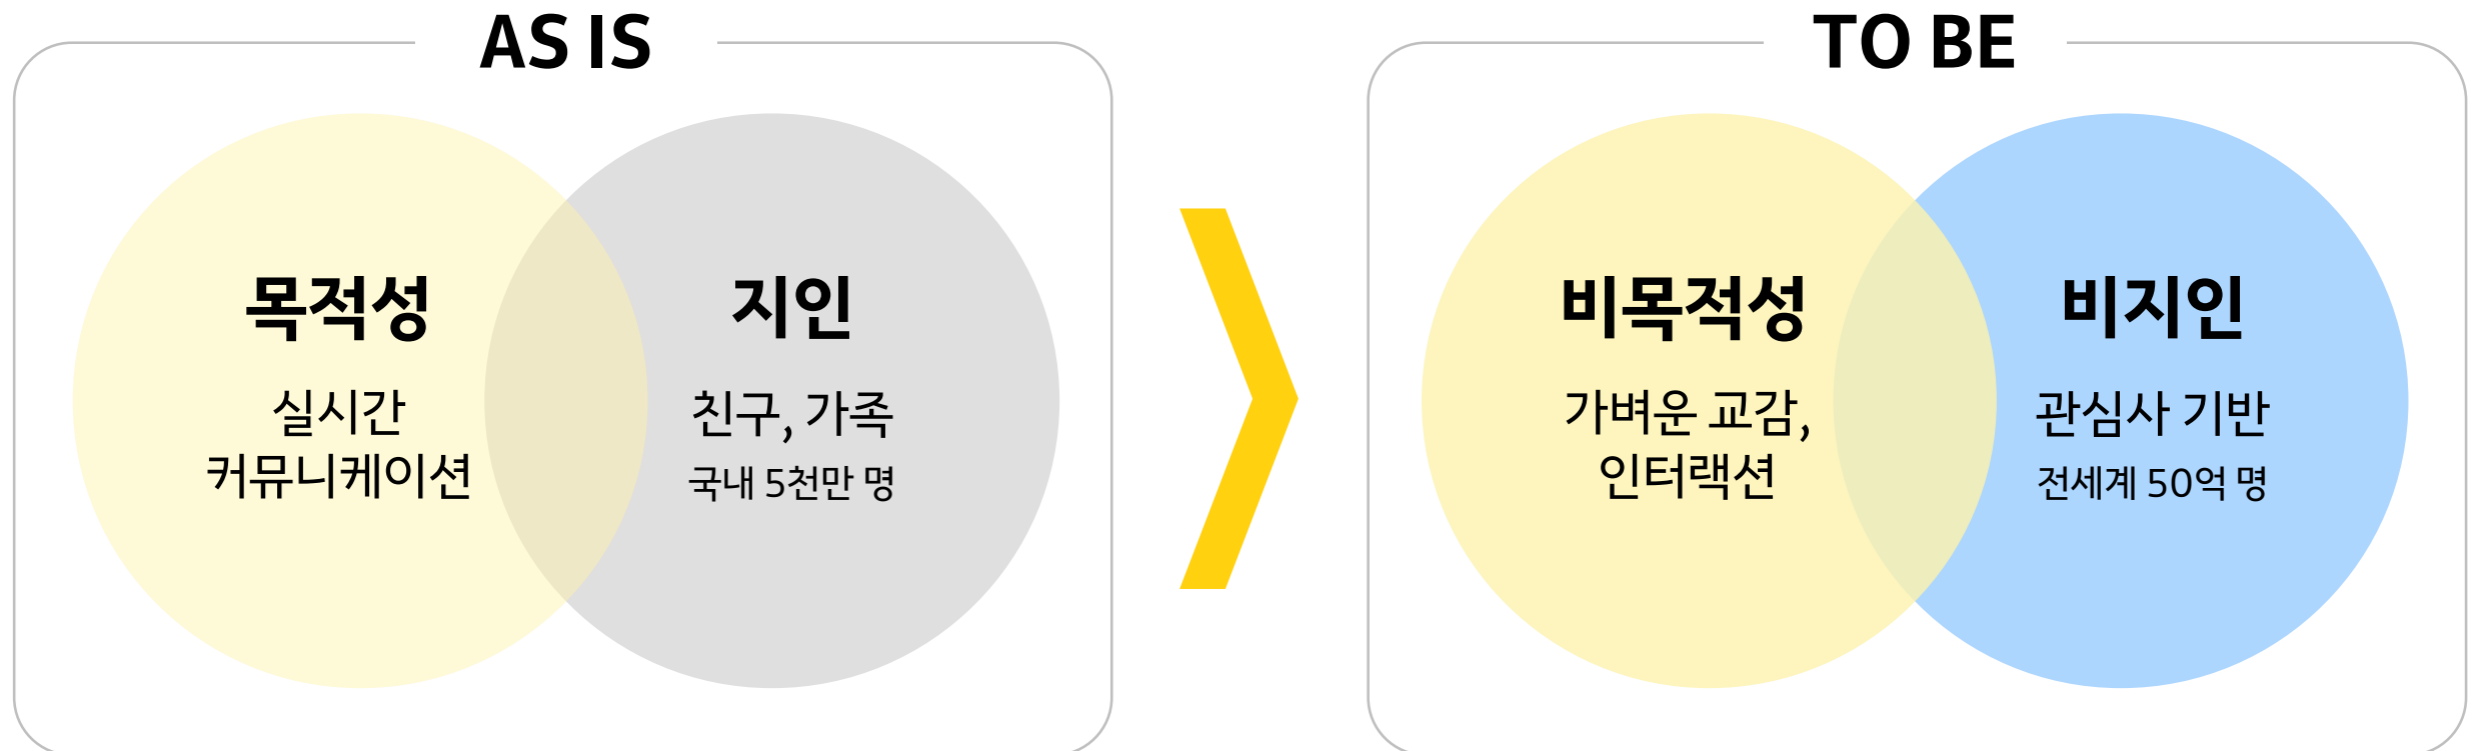 AS IS
목적성
실시간
커뮤니케이션
지인
친구, 가족
국내 5천만 명
TO BE
비목적성
가벼운 교감,
인터랙션
비지인
관심사 기반
전세계 50억 명